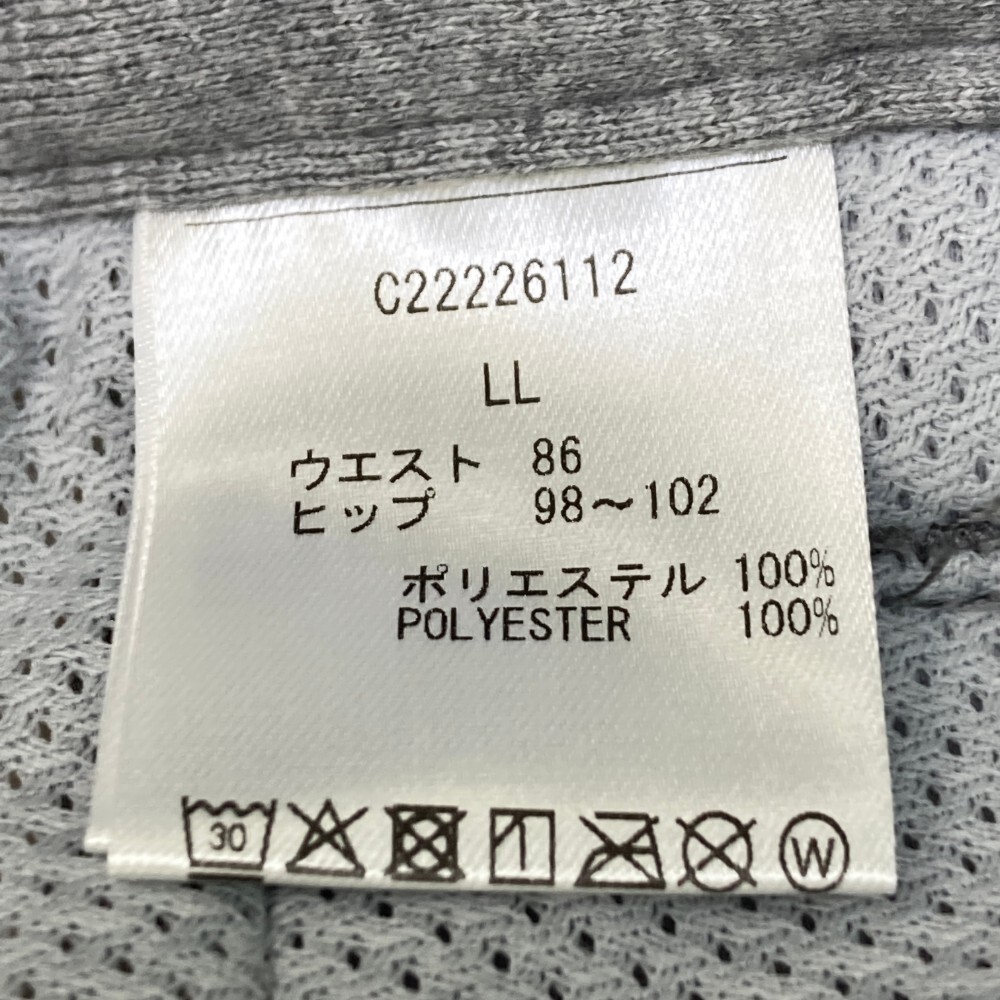 C22226112
LL
ウエスト 86
ヒップ 98～102
ポリエステル 100%
POLYESTER 100%
30 W